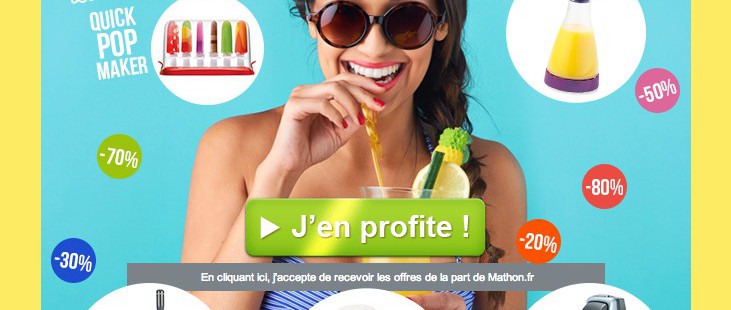 QUICK
POP
MAKER
-50%
-70%
-80%
J'en profite !
-20%
-30%
En cliquant ici, j'accepte de recevoir les offres de la part de Mathon.fr